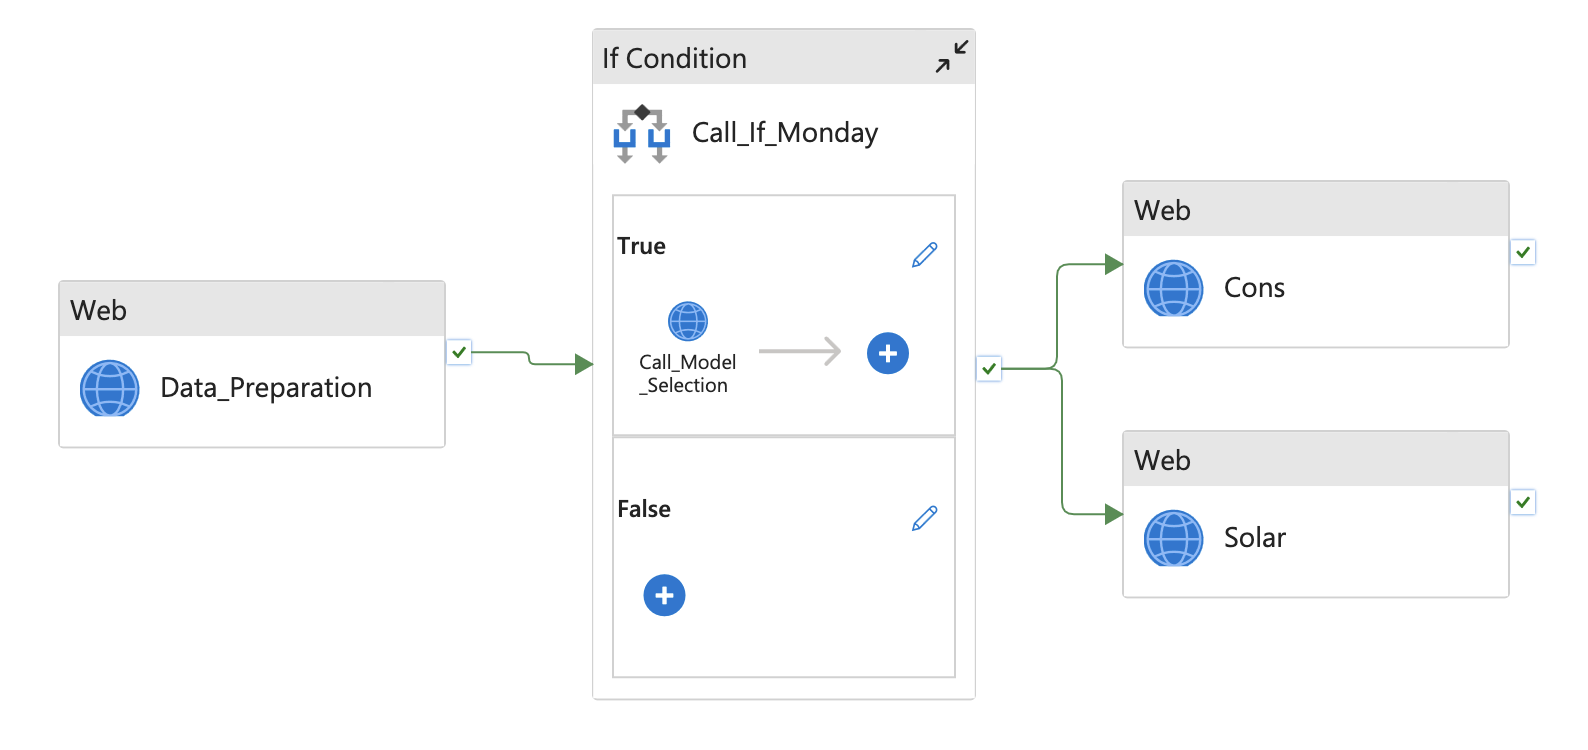 Web
Data_Preparation
If Condition
Call_If_Monday
True
Call_Model
_Selection
False
Web
Cons
Web
Solar